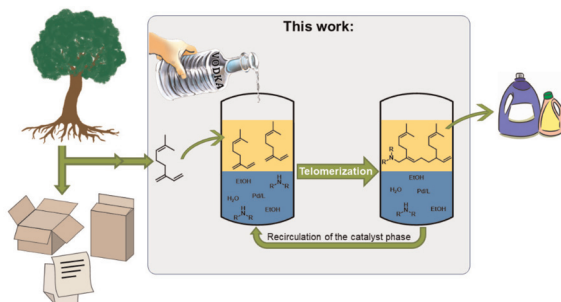 This work:
VODKA
EtOH
H₂O
Pd/L
R
N
H
R
R
N
H
R
EtOH
Telomerization
R
N
R
EtOH
H₂O
Pd/L
R
N
H
R
EtOH
Recirculation of the catalyst phase